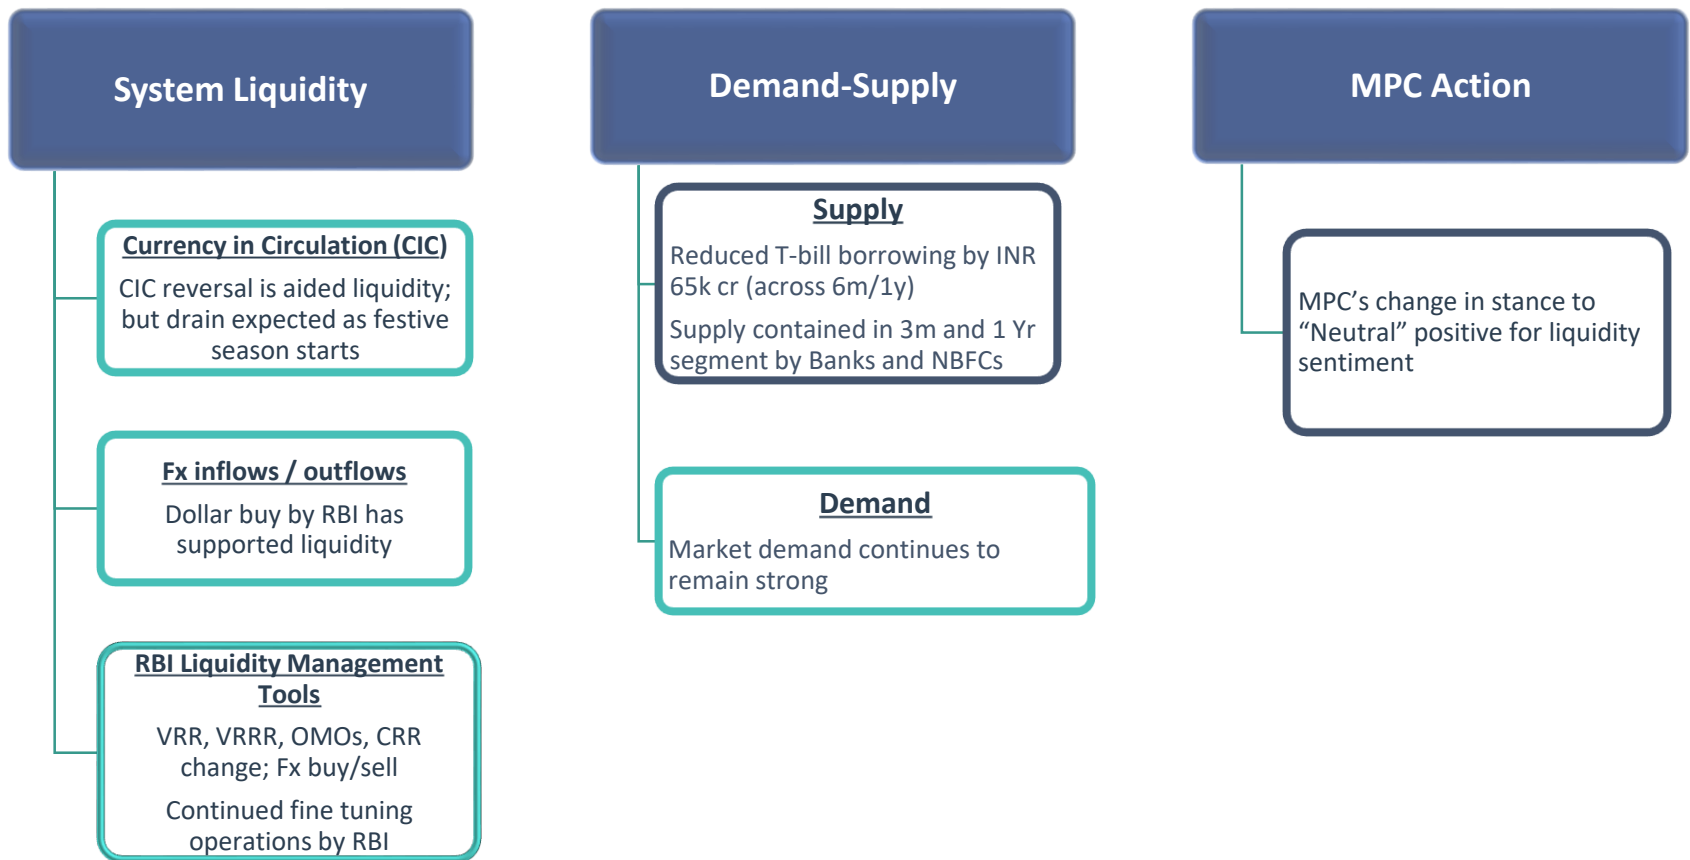 System Liquidity
Currency in Circulation (CIC)
CIC reversal is aided liquidity;
but drain expected as festive
season starts
Fx inflows / outflows
Dollar buy by RBI has
supported liquidity
RBI Liquidity Management
Tools
VRR, VRRR, OMOs, CRR
change; Fx buy/sell
Continued fine tuning
operations by RBI
Demand-Supply
Supply
Reduced T-bill borrowing by INR
65k cr (across 6m/1y)
Supply contained in 3m and 1 Yr
segment by Banks and NBFCs
Demand
Market demand continues to
remain strong
MPC Action
MPC’s change in stance to
“Neutral” positive for liquidity
sentiment